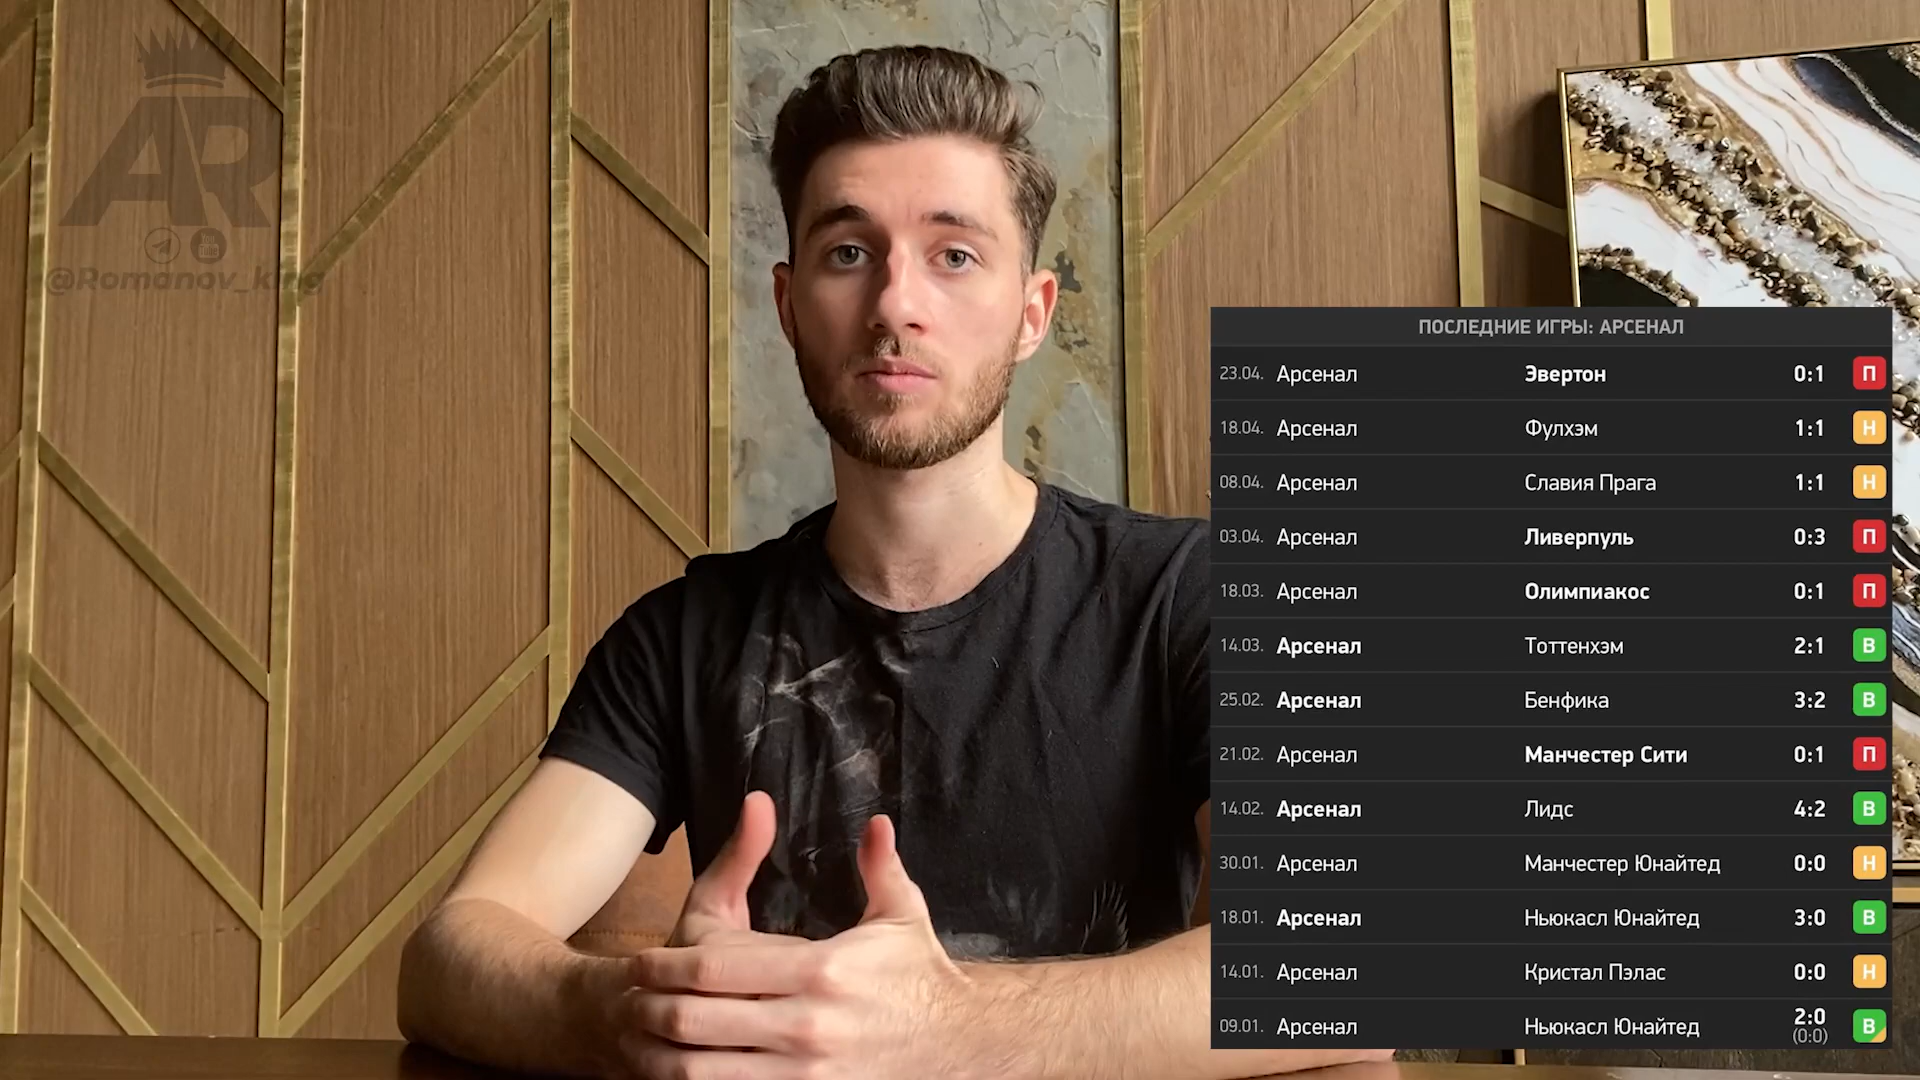 AR
@Romanov_king
ПОСЛЕДНИЕ ИГРЫ: АРСЕНАЛ
23.04. Арсенал Эвертон 0:1 П
18.04. Арсенал Фулхэм 1:1 Н
08.04. Арсенал Славия Прага 1:1 Н
03.04. Арсенал Ливерпуль 0:3 П
18.03. Арсенал Олимпиакос 0:1 П
14.03. Арсенал Тоттенхэм 2:1 В
25.02. Арсенал Бенфика 3:2 В
21.02. Арсенал Манчестер Сити 0:1 П
14.02. Арсенал Лидс 4:2 В
30.01. Арсенал Манчестер Юнайтед 0:0 Н
18.01. Арсенал Ньюкасл Юнайтед 3:0 В
14.01. Арсенал Кристал Пэлас 0:0 Н
09.01. Арсенал Ньюкасл Юнайтед 2:0 В
(0:0)